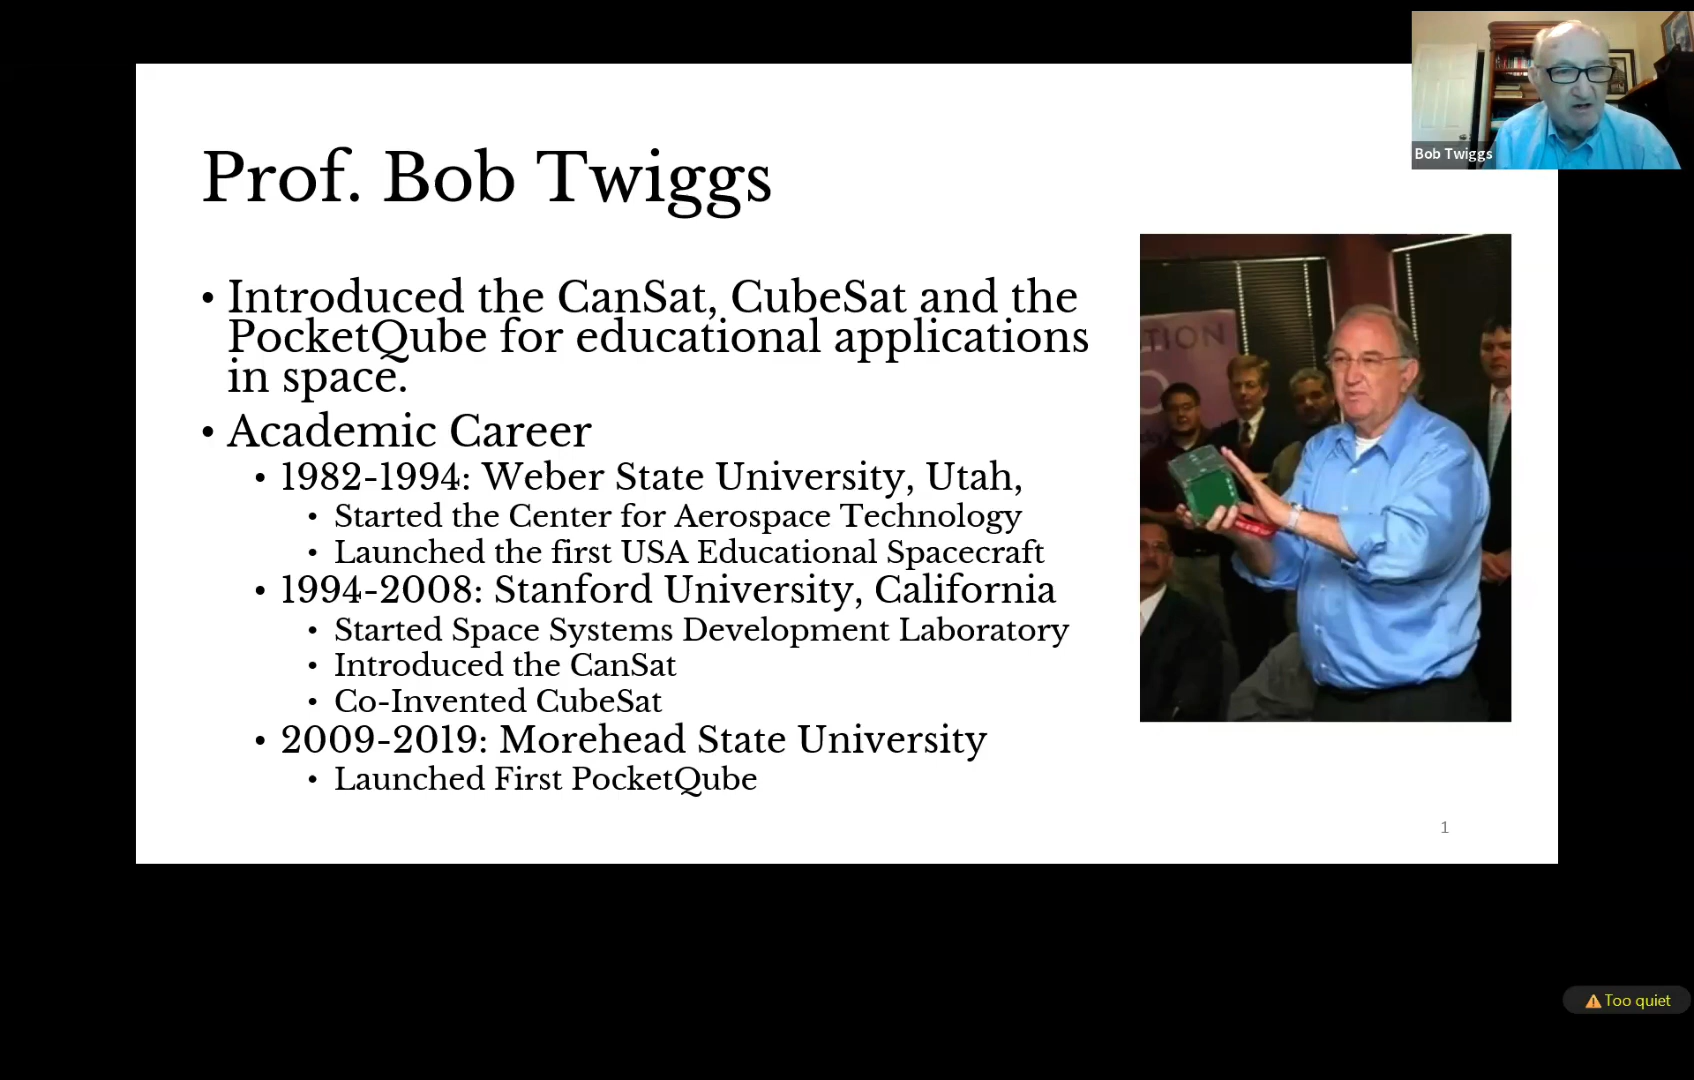 Bob Twiggs
Prof. Bob Twiggs
• Introduced the CanSat, CubeSat and the
PocketQube for educational applications
in space.
• Academic Career
• 1982-1994: Weber State University, Utah,
• Started the Center for Aerospace Technology
• Launched the first USA Educational Spacecraft
• 1994-2008: Stanford University, California
• Started Space Systems Development Laboratory
• Introduced the CanSat
• Co-Invented CubeSat
• 2009-2019: Morehead State University
• Launched First PocketQube
TION
1
Too quiet